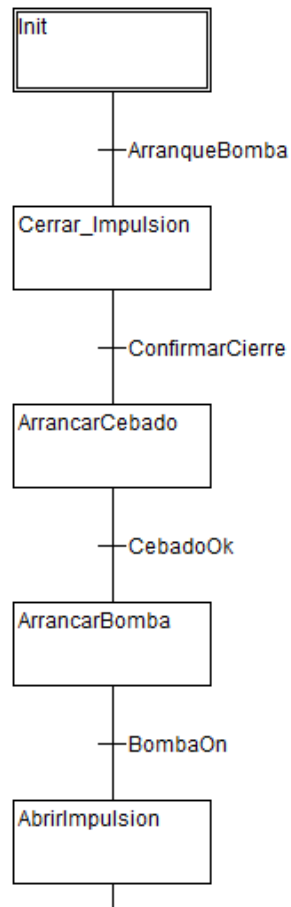 Init
ArranqueBomba
Cerrar_Impulsion
ConfirmarCierre
ArrancarCebado
CebadoOk
ArrancarBomba
BombaOn
AbrirImpulsion